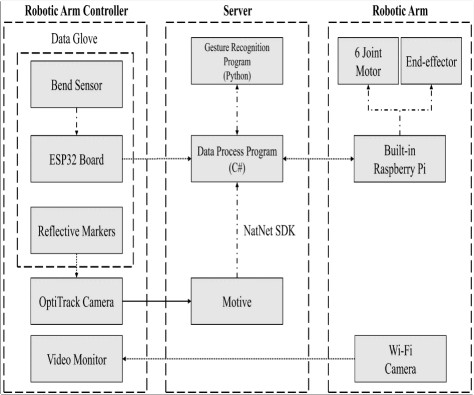 Robotic Arm Controller
Data Glove
Bend Sensor
ESP32 Board
Reflective Markers
OptiTrack Camera
Video Monitor
Server
Gesture Recognition
Program
(Python)
Data Process Program
(C#)
NatNet SDK
Motive
Robotic Arm
6 Joint
Motor
End-effector
Built-in
Raspberry Pi
Wi-Fi
Camera